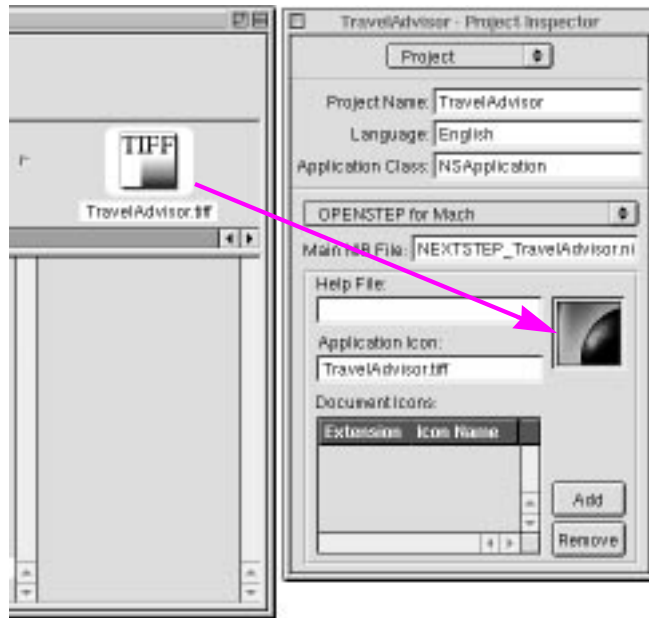 TIFF
TravelAdvisor.tiff
TravelAdvisor - Project Inspector
Project
Project Name: TravelAdvisor
Language: English
Application Class: NSApplication
OPENSTEP for Mach
Main NIB File: NEXTSTEP_TravelAdvisor.ni
Help File:
Application Icon:
TravelAdvisor.tiff
Document Icons:
Extension Icon Name
Add
Remove